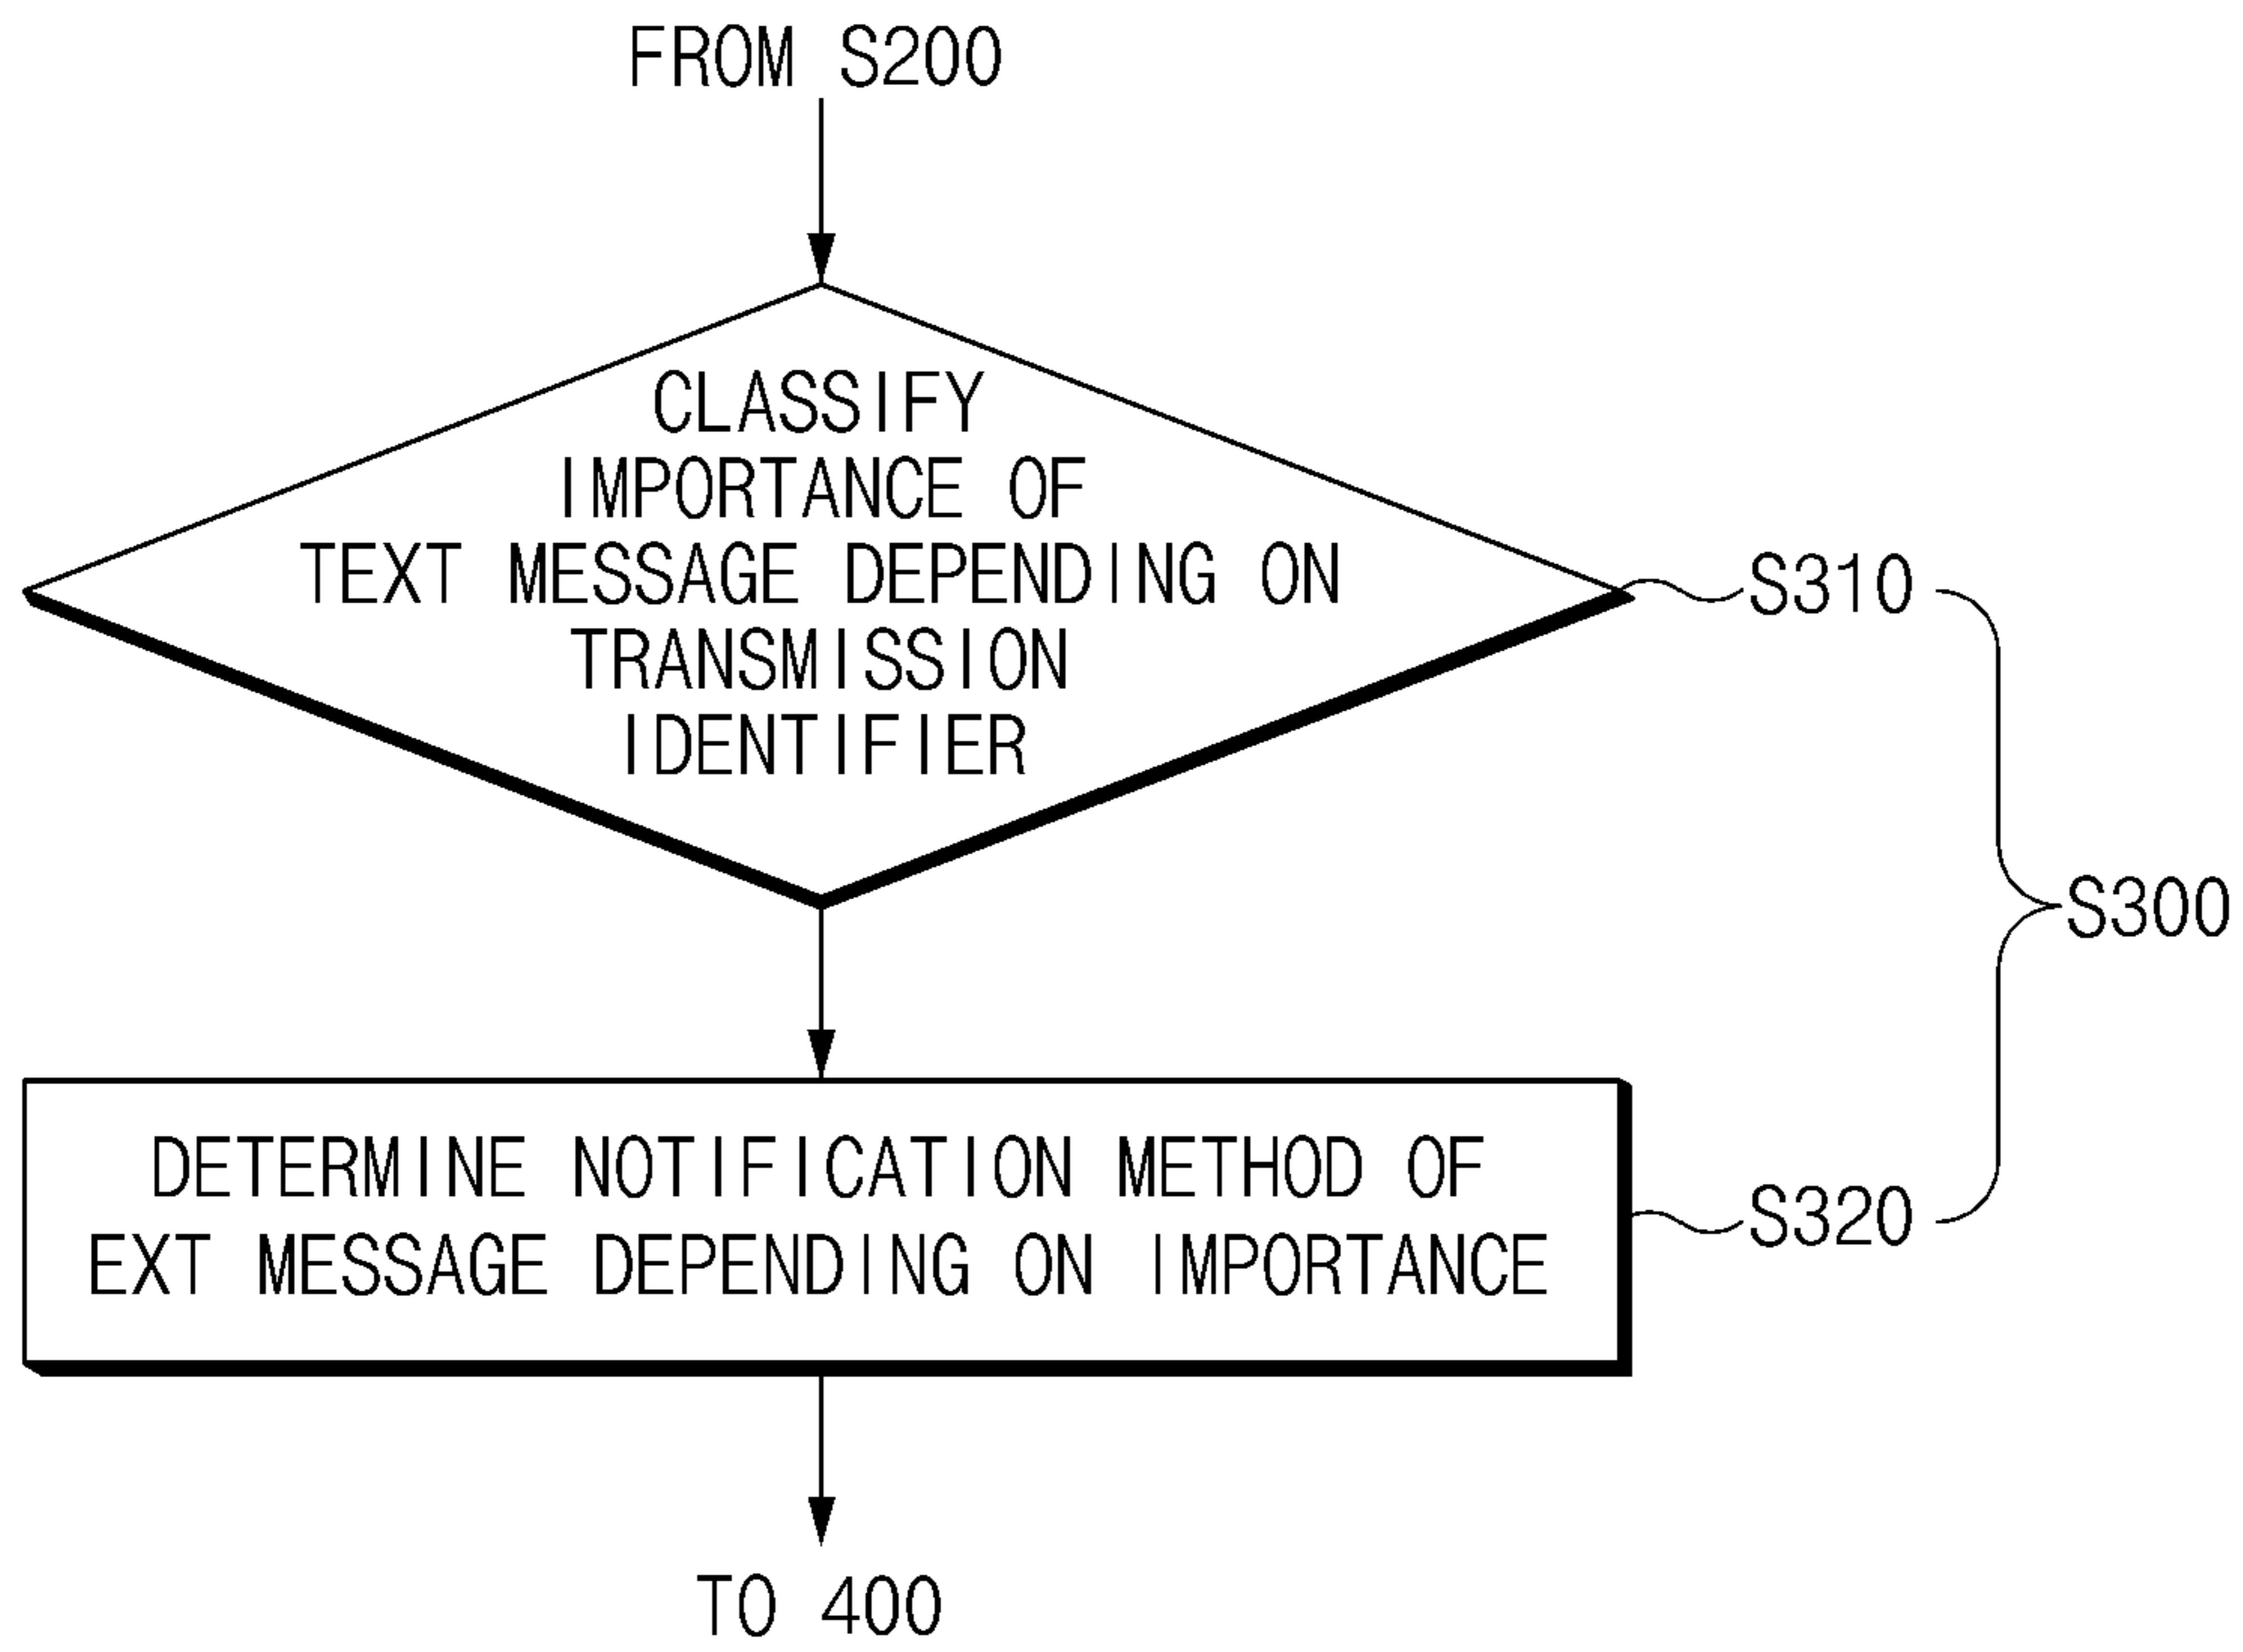 FROM S200
CLASSIFY
IMPORTANCE OF
TEXT MESSAGE DEPENDING ON
TRANSMISSION
IDENTIFIER
S310
S300
DETERMINE NOTIFICATION METHOD OF
EXT MESSAGE DEPENDING ON IMPORTANCE
S320
TO 400